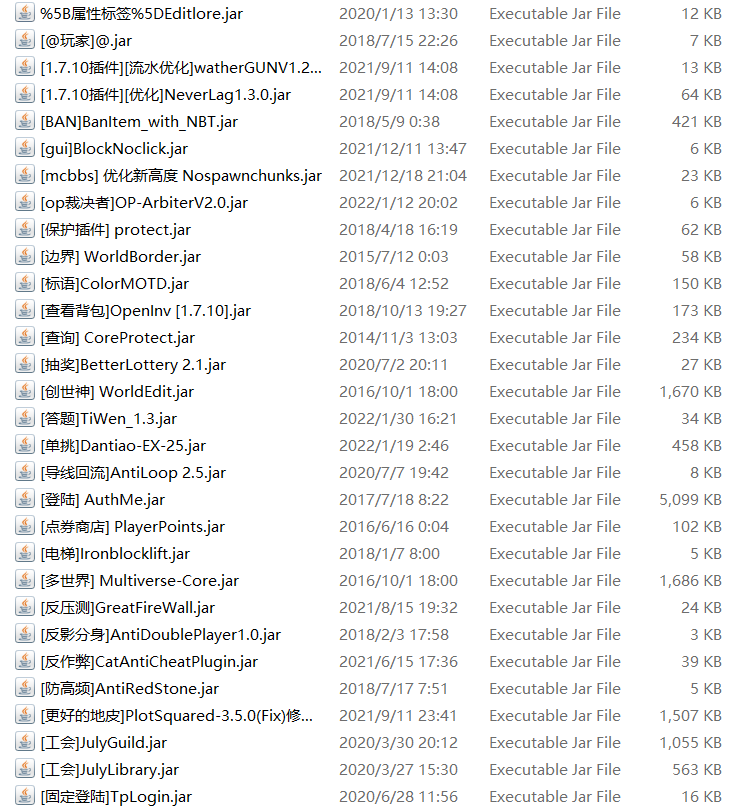 %5B属性标签%5DEditlore.jar 2020/1/13 13:30 Executable Jar File 12 KB
[@玩家]@.jar 2018/7/15 22:26 Executable Jar File 7 KB
[1.7.10插件][流水优化]watherGUNV1.2... 2021/9/11 14:08 Executable Jar File 13 KB
[1.7.10插件][优化]NeverLag1.3.0.jar 2021/9/11 14:08 Executable Jar File 64 KB
[BAN]BanItem_with_NBT.jar 2018/5/9 0:38 Executable Jar File 421 KB
[gui]BlockNoclick.jar 2021/12/11 13:47 Executable Jar File 6 KB
[mcbbs] 优化新高度 Nospawnchunks.jar 2021/12/18 21:04 Executable Jar File 23 KB
[op裁决者]OP-ArbiterV2.0.jar 2022/1/12 20:02 Executable Jar File 6 KB
[保护插件] protect.jar 2018/4/18 16:19 Executable Jar File 62 KB
[边界] WorldBorder.jar 2015/7/12 0:03 Executable Jar File 58 KB
[标语]ColorMOTD.jar 2018/6/4 12:52 Executable Jar File 150 KB
[查看背包]OpenInv [1.7.10].jar 2018/10/13 19:27 Executable Jar File 173 KB
[查询] CoreProtect.jar 2014/11/3 13:03 Executable Jar File 234 KB
[抽奖]BetterLottery 2.1.jar 2020/7/2 20:11 Executable Jar File 27 KB
[创世神] WorldEdit.jar 2016/10/1 18:00 Executable Jar File 1,670 KB
[答题]TiWen_1.3.jar 2022/1/30 16:21 Executable Jar File 34 KB
[单挑]Dantiao-EX-25.jar 2022/1/19 2:46 Executable Jar File 458 KB
[导线回流]AntiLoop 2.5.jar 2020/7/7 19:42 Executable Jar File 8 KB
[登陆] AuthMe.jar 2017/7/18 8:22 Executable Jar File 5,099 KB
[点券商店] PlayerPoints.jar 2016/6/16 0:04 Executable Jar File 102 KB
[电梯]Ironblocklift.jar 2018/1/7 8:00 Executable Jar File 5 KB
[多世界] Multiverse-Core.jar 2016/10/1 18:00 Executable Jar File 1,686 KB
[反压测]GreatFireWall.jar 2021/8/15 19:32 Executable Jar File 24 KB
[反影分身]AntiDoublePlayer1.0.jar 2018/2/3 17:58 Executable Jar File 3 KB
[反作弊]CatAntiCheatPlugin.jar 2021/6/15 17:36 Executable Jar File 39 KB
[防高频]AntiRedStone.jar 2018/7/17 7:51 Executable Jar File 5 KB
[更好的地皮]PlotSquared-3.5.0(Fix)修... 2021/9/11 23:41 Executable Jar File 1,507 KB
[工会]JulyGuild.jar 2020/3/30 20:12 Executable Jar File 1,055 KB
[工会]JulyLibrary.jar 2020/3/27 15:30 Executable Jar File 563 KB
[固定登陆]TpLogin.jar 2020/6/28 11:56 Executable Jar File 16 KB